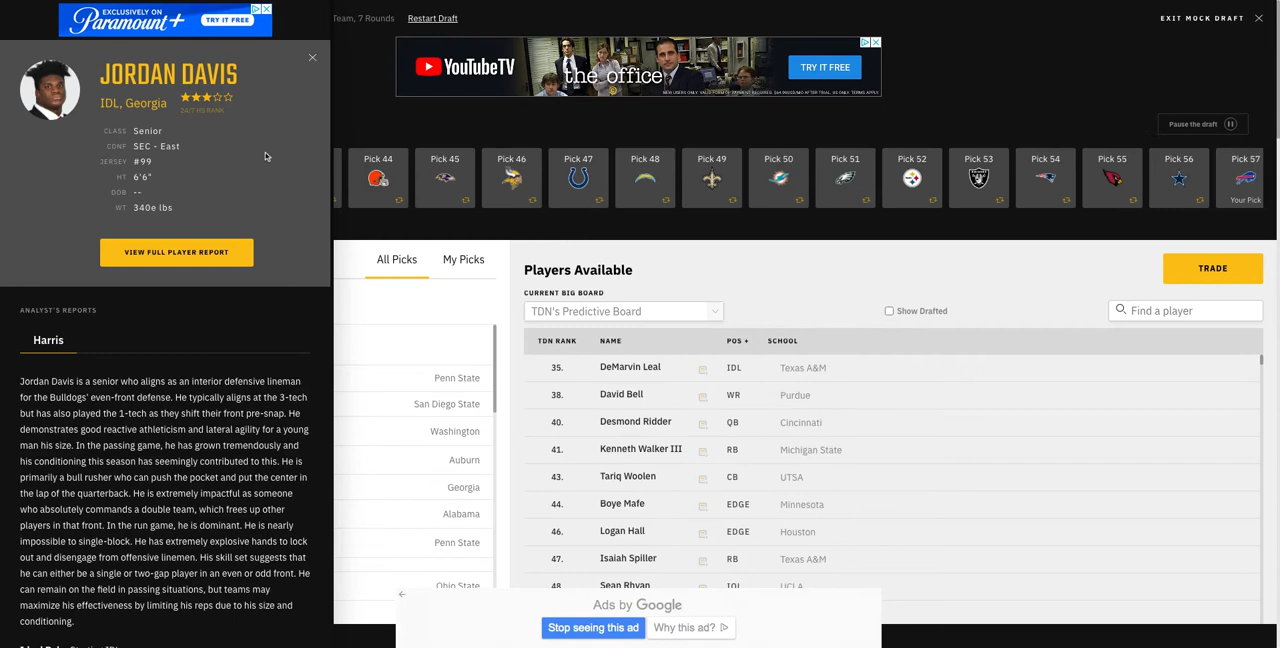 EXCLUSIVELY ON
Paramount+
TRY IT FREE
Team, 7 Rounds
Restart Draft
EXIT MOCK DRAFT
JORDAN DAVIS
IDL, Georgia
24/7 HS RANK
CLASS Senior
CONF SEC - East
JERSEY #99
HT 6'6"
DOB --
WT 340e lbs
VIEW FULL PLAYER REPORT
ANALYST'S REPORTS
Harris
Jordan Davis is a senior who aligns as an interior defensive lineman
for the Bulldogs' even-front defense. He typically aligns at the 3-tech
but has also played the 1-tech as they shift their front pre-snap. He
demonstrates good reactive athleticism and lateral agility for a young
man his size. In the passing game, he has grown tremendously and
his conditioning this season has seemingly contributed to this. He is
primarily a bull rusher who can push the pocket and put the center in
the lap of the quarterback. He is extremely impactful as someone
who absolutely commands a double team, which frees up other
players in that front. In the run game, he is dominant. He is nearly
impossible to single-block. He has extremely explosive hands to lock
out and disengage from offensive linemen. His skill set suggests that
he can either be a single or two-gap player in an even or odd front. He
can remain on the field in passing situations, but teams may
maximize his effectiveness by limiting his reps due to his size and
conditioning.
YouTubeTV
the office
TRY IT FREE
Pause the draft
Pick 44
Pick 45
Pick 46
Pick 47
Pick 48
Pick 49
Pick 50
Pick 51
Pick 52
Pick 53
Pick 54
Pick 55
Pick 56
Pick 57
Your Pick
All Picks
My Picks
Penn State
San Diego State
Washington
Auburn
Georgia
Alabama
Penn State
Ohio State
Players Available
TRADE
CURRENT BIG BOARD
TDN's Predictive Board
Show Drafted
Find a player
TDN RANK NAME POS + SCHOOL
35. DeMarvin Leal IDL Texas A&M
38. David Bell WR Purdue
40. Desmond Ridder QB Cincinnati
41. Kenneth Walker III RB Michigan State
43. Tariq Woolen CB UTSA
44. Boye Mafe EDGE Minnesota
46. Logan Hall EDGE Houston
47. Isaiah Spiller RB Texas A&M
48. Sean Rhyan IOL UCLA
Ads by Google
Stop seeing this ad
Why this ad?